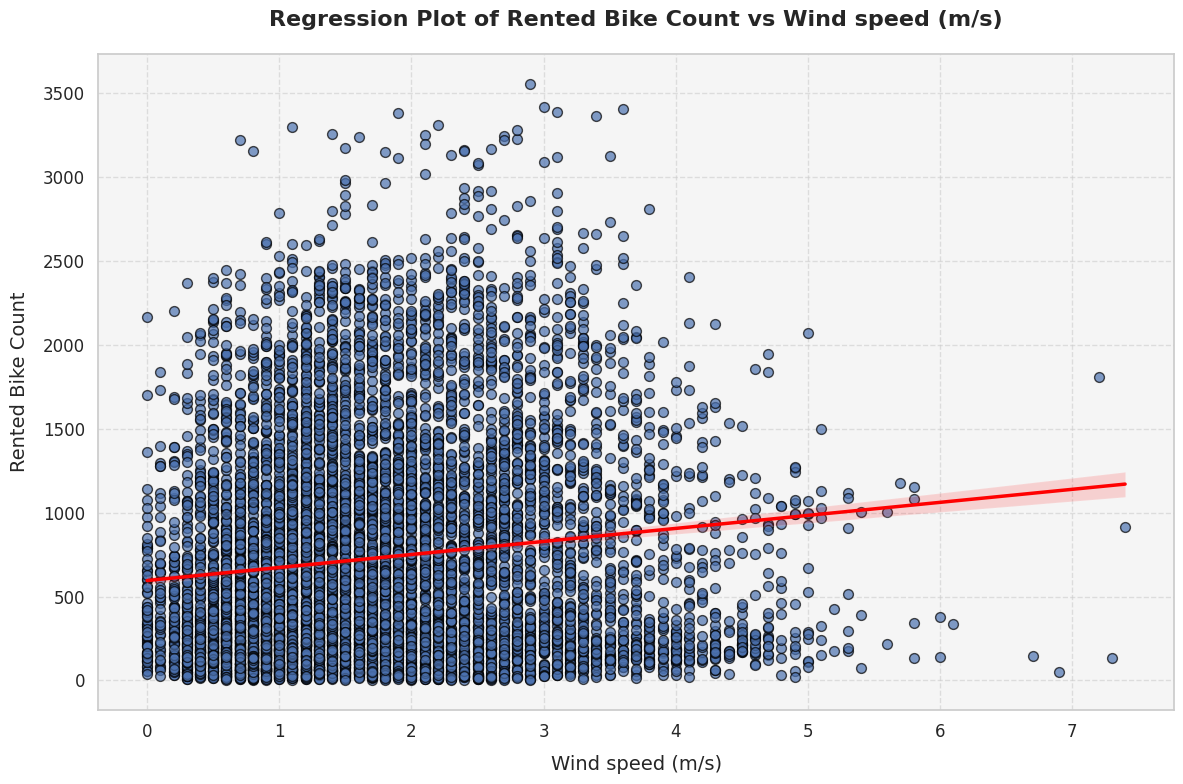 Regression Plot of Rented Bike Count vs Wind speed (m/s)
Rented Bike Count
3500
3000
2500
2000
1500
1000
500
0
0 1 2 3 4 5 6 7
Wind speed (m/s)